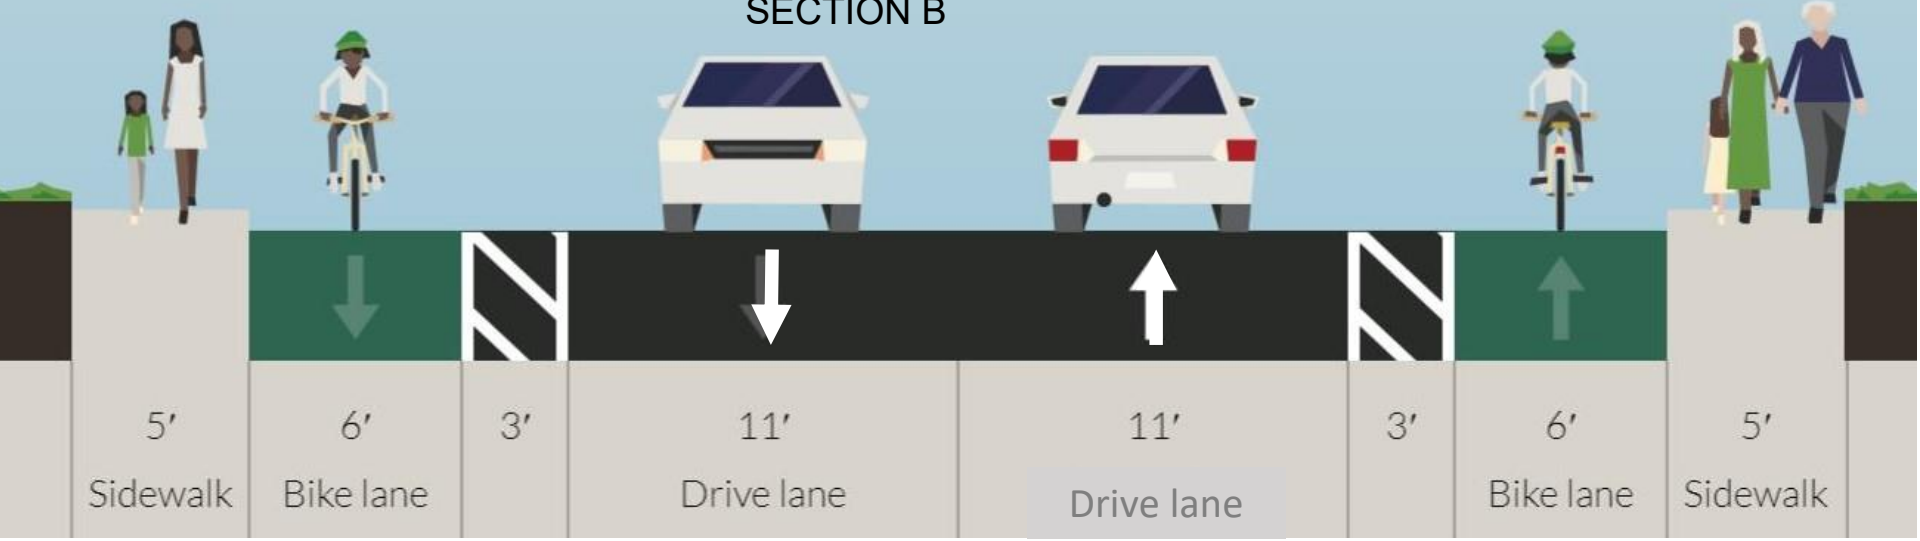 SECTION B
5′ 6′ 3′ 11′ 11′ 3′ 6′ 5′
Sidewalk Bike lane Drive lane Drive lane Bike lane Sidewalk